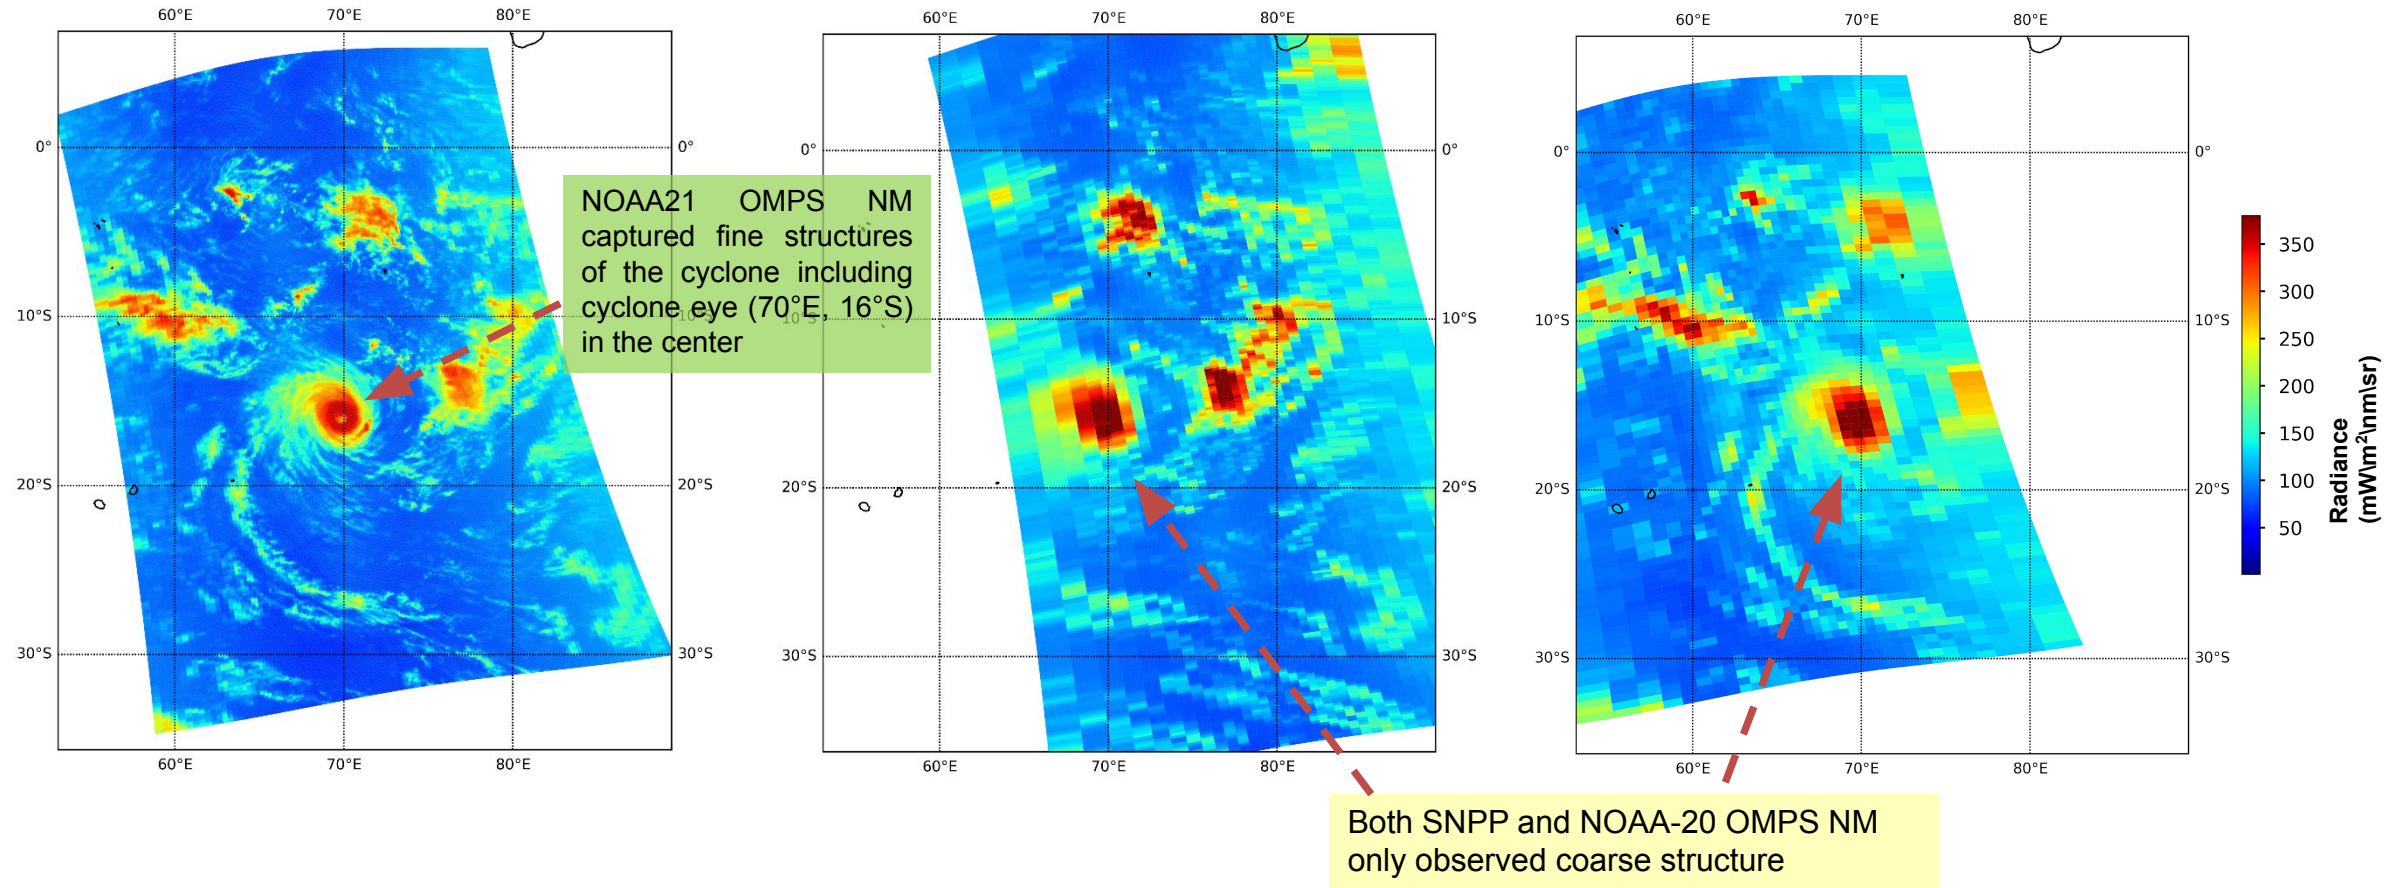 60°E 70°E 80°E
60°E 70°E 80°E
60°E 70°E 80°E
0° 0°
0° 0°
0° 0°
NOAA21 OMPS NM
captured fine structures
of the cyclone including
cyclone eye (70°E, 16°S)
in the center
10°S 10°S
10°S 10°S
10°S 10°S
20°S 20°S
20°S 20°S
20°S 20°S
30°S 30°S
30°S 30°S
30°S 30°S
60°E 70°E 80°E
60°E 70°E 80°E
60°E 70°E 80°E
350
300
250
200
150
100
50
Radiance
(mW\m²\nm\sr)
Both SNPP and NOAA-20 OMPS NM
only observed coarse structure